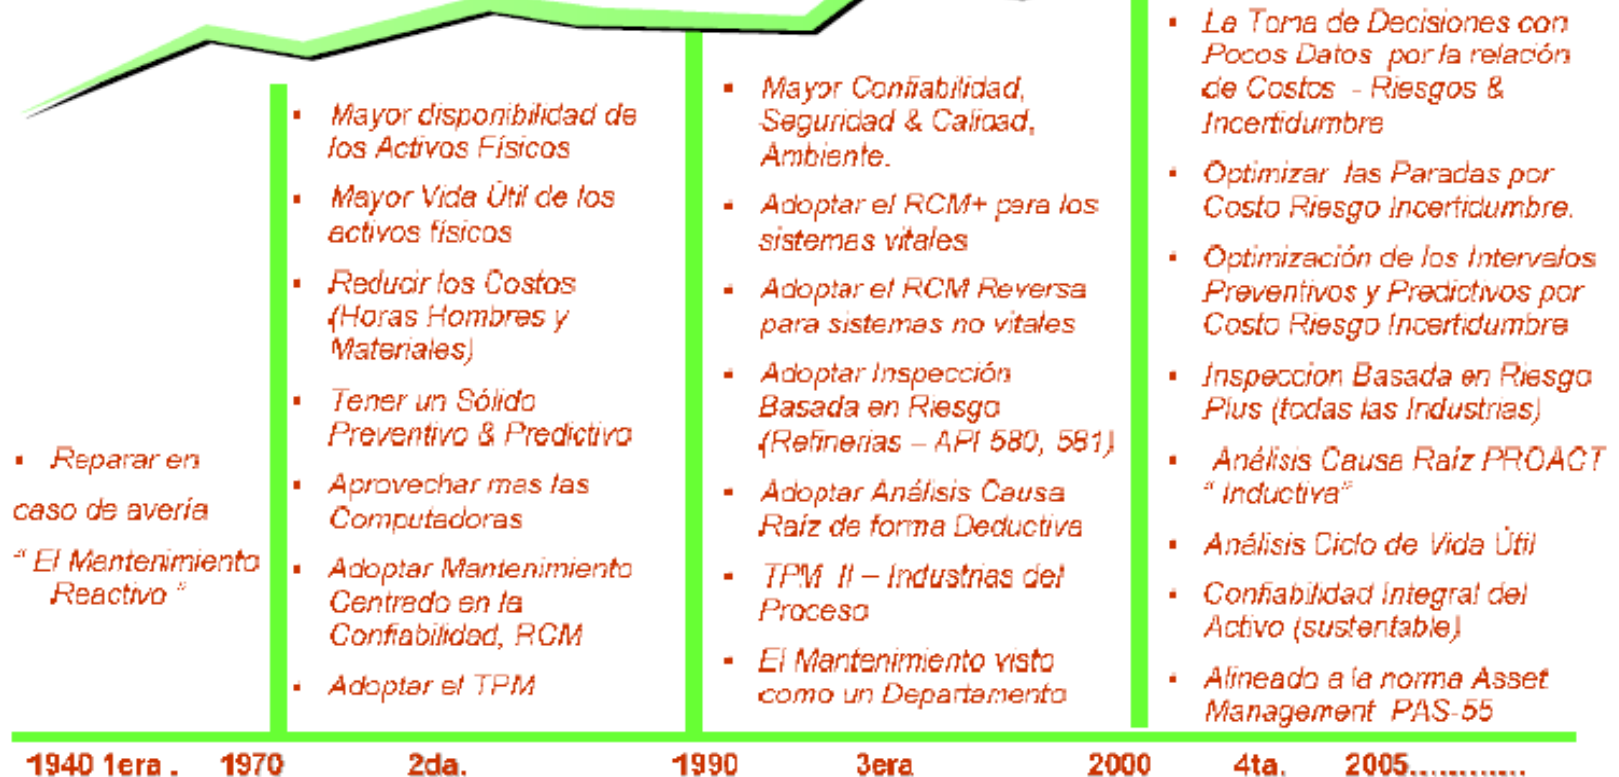 ▪ Reparar en
caso de avería
“ El Mantenimiento
Reactivo ”
▪ Mayor disponibilidad de
los Activos Físicos
▪ Mayor Vida Útil de los
activos físicos
▪ Reducir los Costos
(Horas Hombres y
Materiales)
▪ Tener un Sólido
Preventivo & Predictivo
▪ Aprovechar mas las
Computadoras
▪ Adoptar Mantenimiento
Centrado en la
Confiabilidad, RCM
▪ Adoptar el TPM
▪ Mayor Confiabilidad,
Seguridad & Calidad,
Ambiente.
▪ Adoptar el RCM+ para los
sistemas vitales
▪ Adoptar el RCM Reversa
para sistemas no vitales
▪ Adoptar Inspección
Basada en Riesgo
(Refinerias – API 580, 581)
▪ Adoptar Análisis Causa
Raíz de forma Deductiva
▪ TPM II – Industrias del
Proceso
▪ El Mantenimiento visto
como un Departamento
▪ La Toma de Decisiones con
Pocos Datos por la relación
de Costos - Riesgos &
Incertidumbre
▪ Optimizar las Paradas por
Costo Riesgo Incertidumbre.
▪ Optimización de los Intervalos
Preventivos y Predictivos por
Costo Riesgo Incertidumbre
▪ Inspeccion Basada en Riesgo
Plus (todas las Industrias)
▪ Análisis Causa Raíz PROACT
“ Inductiva”
▪ Análisis Ciclo de Vida Útil
▪ Confiabilidad Integral del
Activo (sustentable)
▪ Alineado a la norma Asset
Management PAS-55
1940 1era . 1970 2da. 1990 3era 2000 4ta. 2005............